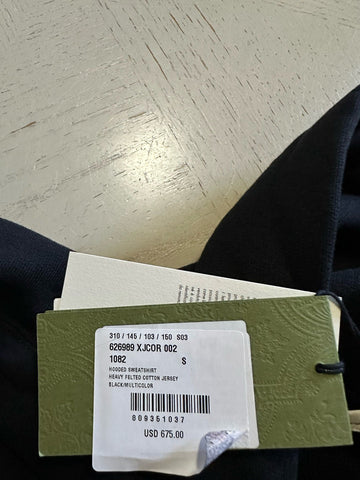 310 / 145 / 103 / 150 S03
626989 XJCOR 002
1082 S
HOODED SWEATSHIRT
HEAVY FELTED COTTON JERSEY
BLACK/MULTICOLOR
809351037
USD 675.00